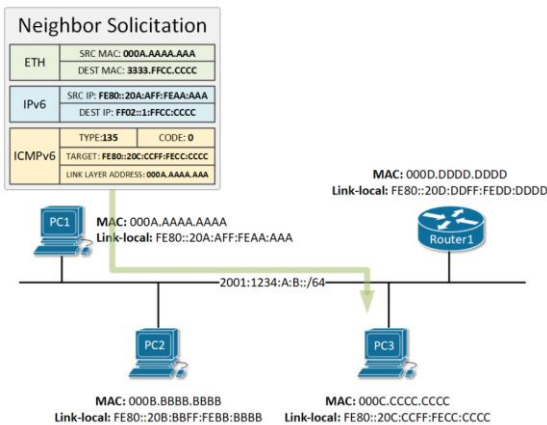 Neighbor Solicitation
ETH
SRC MAC: 000A.AAAA.AAA
DEST MAC: 3333.FFCC.CCCC
IPv6
SRC IP: FE80::20A:AFF:FEAA:AAA
DEST IP: FF02::1:FFCC:CCCC
ICMPv6
TYPE:135 CODE: 0
TARGET: FE80::20C:CCFF:FECC:CCCC
LINK LAYER ADDRESS: 000A.AAAA.AAA
MAC: 000D.DDDD.DDDD
Link-local: FE80::20D:DDFF:FEDD:DDDD
PC1
MAC: 000A.AAAA.AAAA
Link-local: FE80::20A:AFF:FEAA:AAA
Router1
2001:1234:A:B::/64
PC2
PC3
MAC: 000B.BBBB.BBBB
Link-local: FE80::20B:BBFF:FEBB:BBBB
MAC: 000C.CCCC.CCCC
Link-local: FE80::20C:CCFF:FECC:CCCC